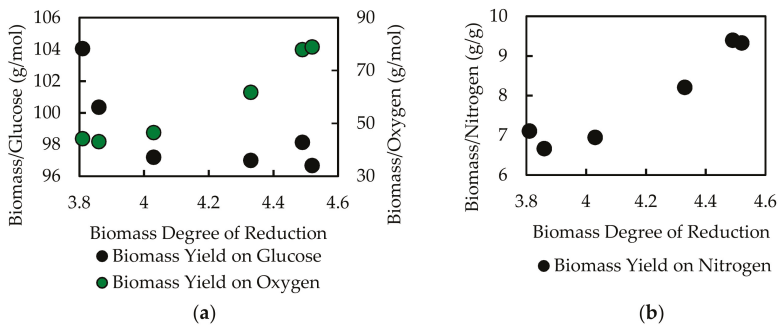 Biomass/Glucose (g/mol)
106
104
102
100
98
96
90
70
50
30
Biomass/Oxygen (g/mol)
3.8 4 4.2 4.4 4.6
Biomass Degree of Reduction
Biomass Yield on Glucose
Biomass Yield on Oxygen
(a)
Biomass/Nitrogen (g/g)
10
9
8
7
6
3.8 4 4.2 4.4 4.6
Biomass Degree of Reduction
Biomass Yield on Nitrogen
(b)